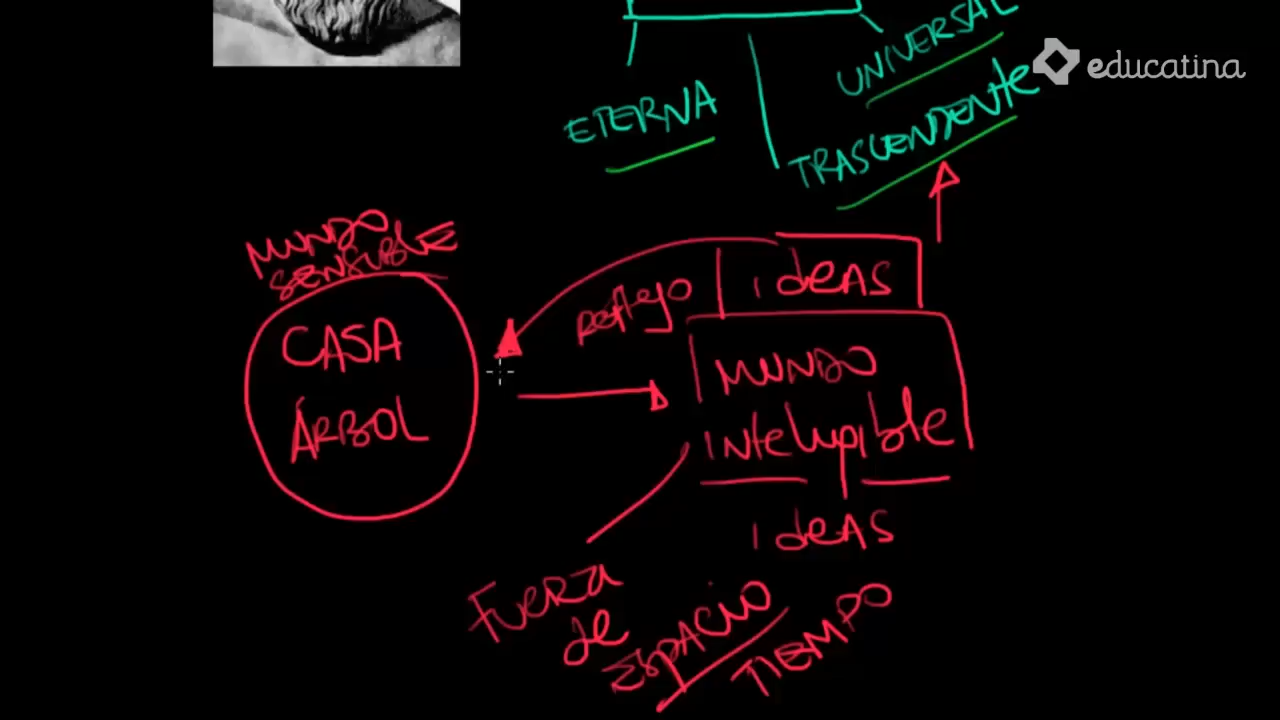 UNIVERSAL
educatina
ETERNA
TRASCENDENTE
MUNDO
SENSIBLE
ideAS
Reflejo
CASA
MUNDO
ÁRBOL
inteligible
ideAS
FUERA
de
ESPACIO
TIEMPO